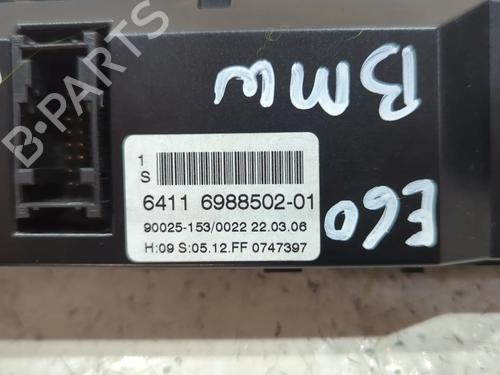 BMW
E60
B-PARTS
1
S
6411 6988502-01
90025-153/0022 22.03.06
H:09 S:05.12.FF 0747397